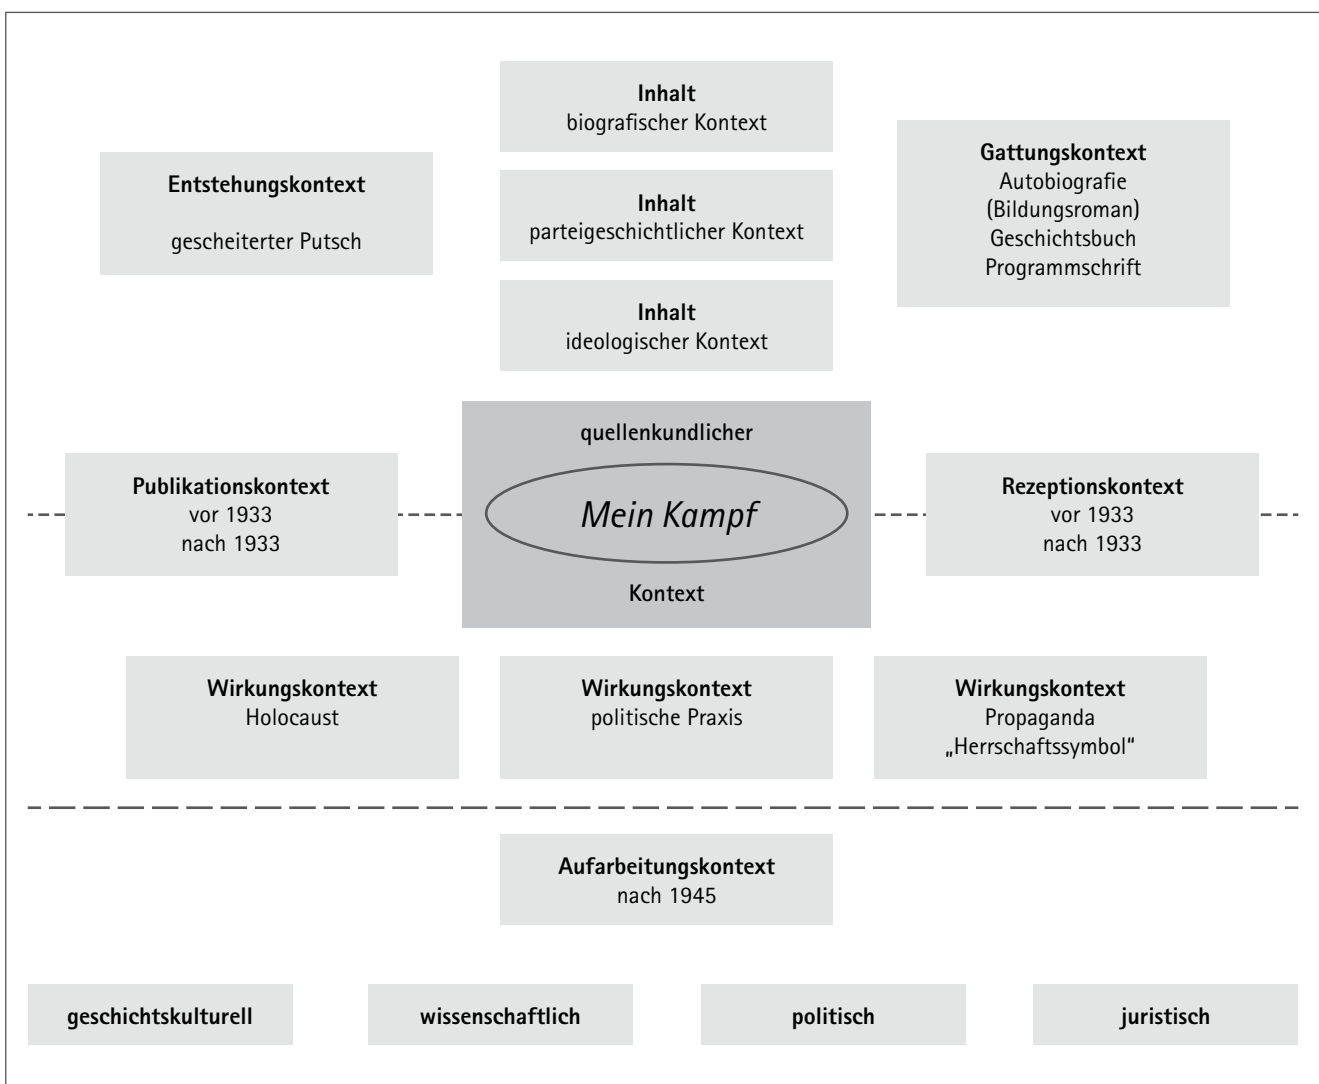 Inhalt
biografischer Kontext
Entstehungskontext
gescheiterter Putsch
Inhalt
parteigeschichtlicher Kontext
Gattungskontext
Autobiografie
(Bildungsroman)
Geschichtsbuch
Programmschrift
Inhalt
ideologischer Kontext
Publikationskontext
vor 1933
nach 1933
quellenkundlicher
Mein Kampf
Kontext
Rezeptionskontext
vor 1933
nach 1933
Wirkungskontext
Holocaust
Wirkungskontext
politische Praxis
Wirkungskontext
Propaganda
„Herrschaftssymbol“
Aufarbeitungskontext
nach 1945
geschichtskulturell
wissenschaftlich
politisch
juristisch